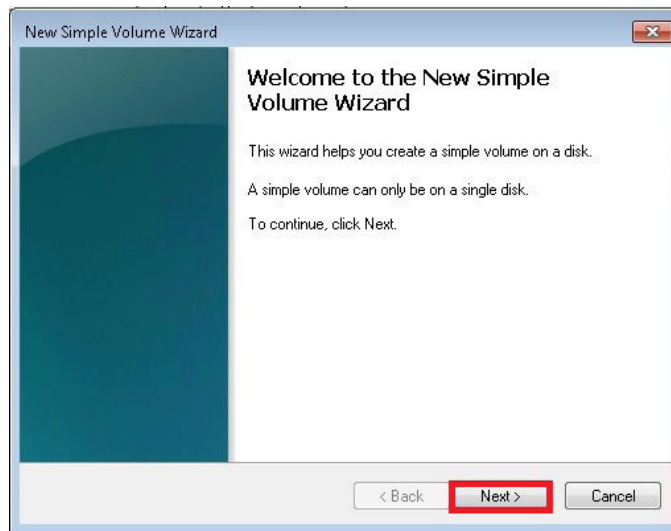 New Simple Volume Wizard
Welcome to the New Simple
Volume Wizard
This wizard helps you create a simple volume on a disk.
A simple volume can only be on a single disk.
To continue, click Next.
< Back Next > Cancel